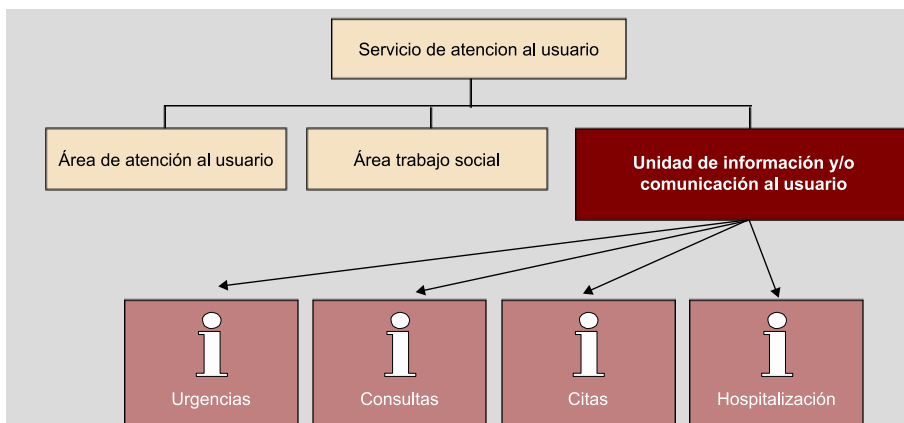 Servicio de atencion al usuario
Área de atención al usuario
Área trabajo social
Unidad de información y/o
comunicación al usuario
Urgencias
Consultas
Citas
Hospitalización